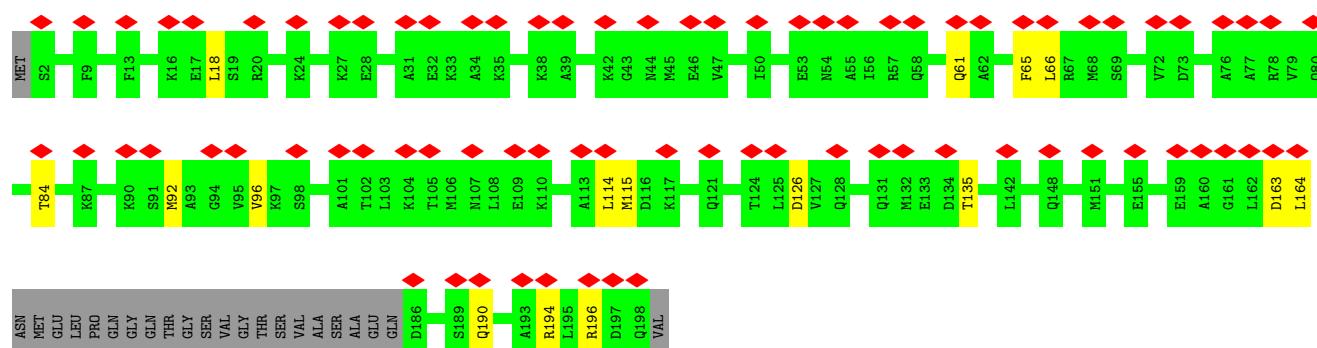 MET S2 F9 F13 K16 E17 L18 S19 R20 K24 K27 E28 A31 E32 K33 A34 K35 K38 A39 K42 G43 N44 M45 E46 V47 I50 E53 N54 A55 I56 R57 Q58 Q61 A62 F65 L66 R67 M68 S69 V72 D73 A76 A77 R78 V79 Q80
T84 K87 K90 S91 M92 A93 G94 V95 V96 K97 S98 A101 T102 L103 K104 T105 M106 N107 L108 E109 K110 A113 L114 M115 D116 K117 Q121 T124 L125 D126 V127 Q128 Q131 M132 E133 D134 T135 L142 Q148 M151 E155 E159 A160 G161 L162 D163 L164
ASN MET GLU LEU PRO GLN GLY GLN THR GLY SER VAL GLY THR SER VAL ALA SER ALA GLU GLN D186 S189 Q190 A193 R194 L195 R196 D197 Q198 VAL